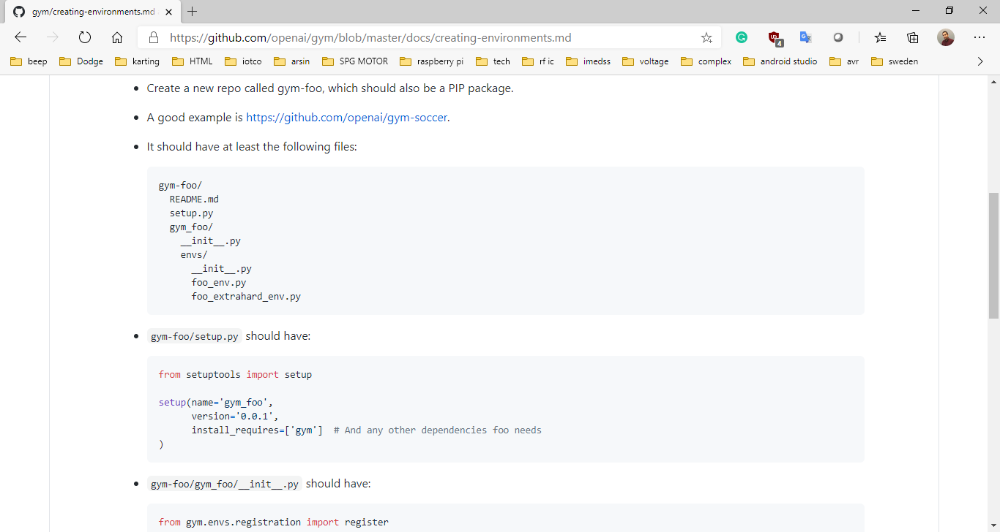 gym/creating-environments.md
https://github.com/openai/gym/blob/master/docs/creating-environments.md
4
beep Dodge karting HTML iotco arsin SPG MOTOR raspberry pi tech rf ic imedss voltage complex android studio avr sweden
• Create a new repo called gym-foo, which should also be a PIP package.
• A good example is https://github.com/openai/gym-soccer.
• It should have at least the following files:
gym-foo/
  README.md
  setup.py
  gym_foo/
    __init__.py
    envs/
      __init__.py
      foo_env.py
      foo_extrahard_env.py
• gym-foo/setup.py should have:
from setuptools import setup
setup(name='gym_foo',
      version='0.0.1',
      install_requires=['gym']  # And any other dependencies foo needs
)
• gym-foo/gym_foo/__init__.py should have:
from gym.envs.registration import register